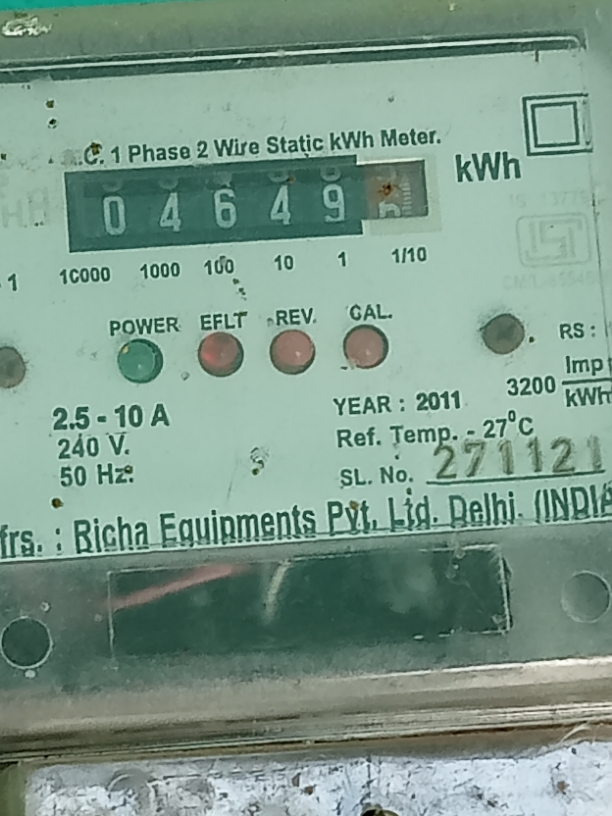 .C. 1 Phase 2 Wire Static kWh Meter.
0 4 6 4 9
kWh
1 10000 1000 100 10 1 1/10
POWER EFLT REV. CAL.
RS :
2.5 - 10 A
240 V.
50 Hz.
YEAR : 2011
3200 Imp/kWh
Ref. Temp. - 27°C
SL. No. 271121
frs. : Richa Equipments Pvt. Ltd. Delhi. (INDIA